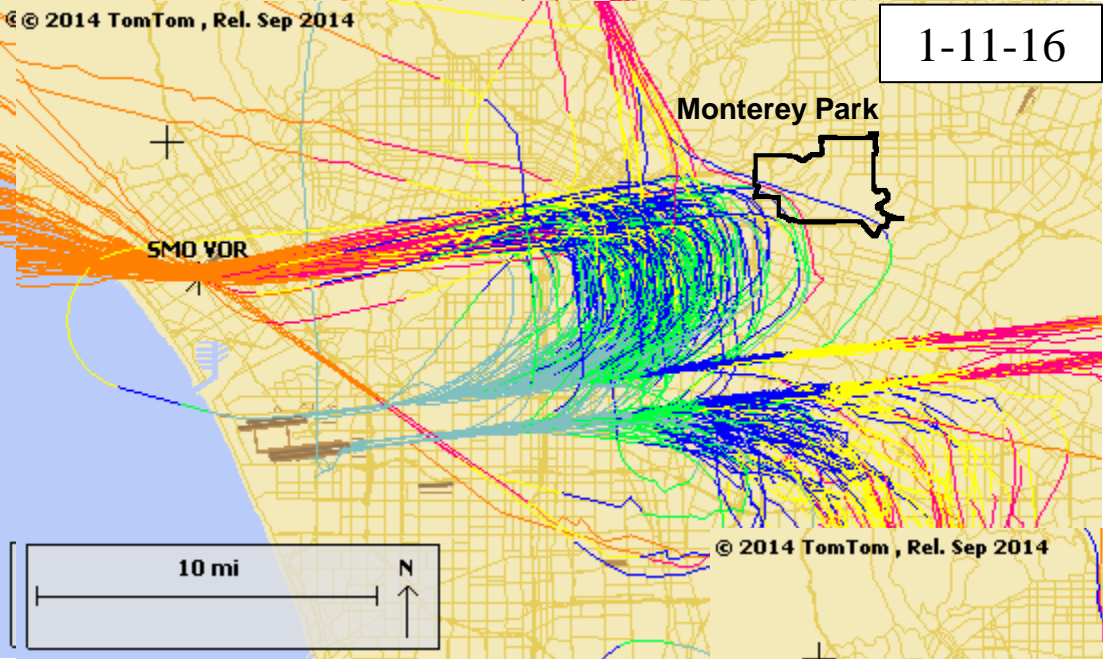 © 2014 TomTom , Rel. Sep 2014
1-11-16
Monterey Park
SMO VOR
10 mi
N
© 2014 TomTom , Rel. Sep 2014